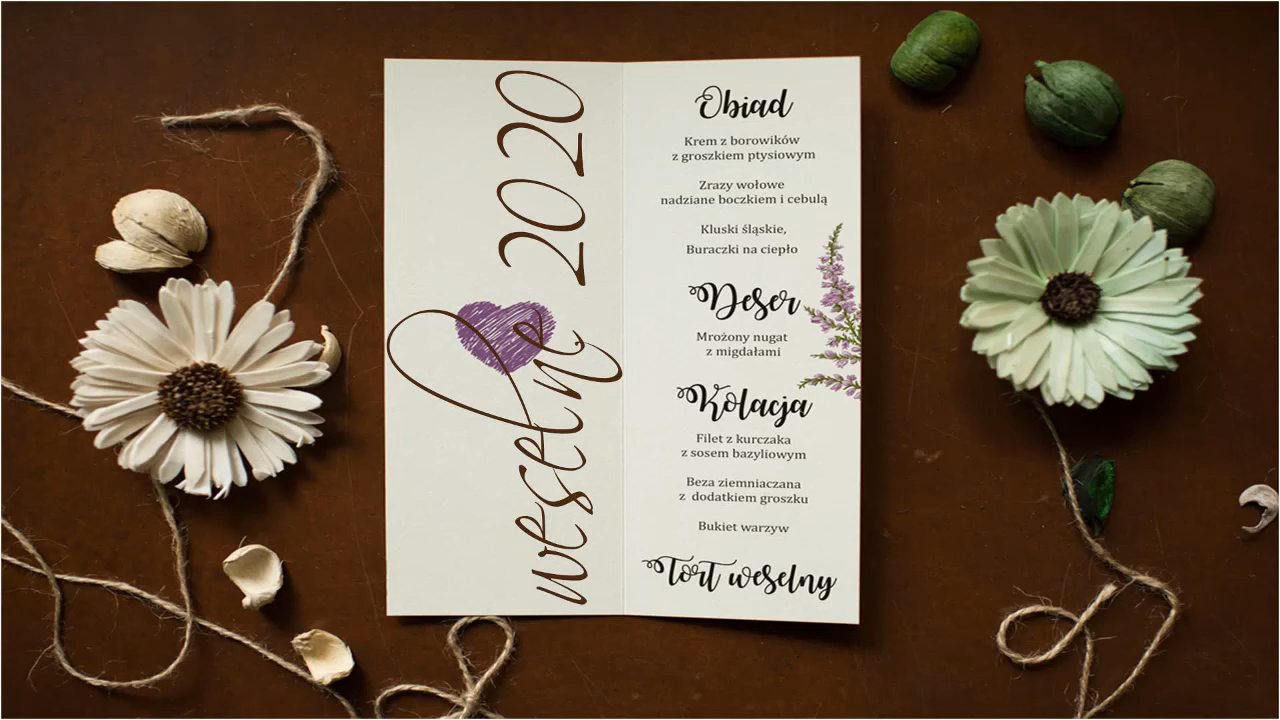 weselne 2020
Obiad
Krem z borowików
z groszkiem ptysiowym
Zrazy wołowe
nadziane boczkiem i cebulą
Kluski śląskie,
Buraczki na ciepło
Deser
Mrożony nugat
z migdałami
Kolacja
Filet z kurczaka
z sosem bazyliowym
Beza ziemniaczana
z dodatkiem groszku
Bukiet warzyw
Tort weselny